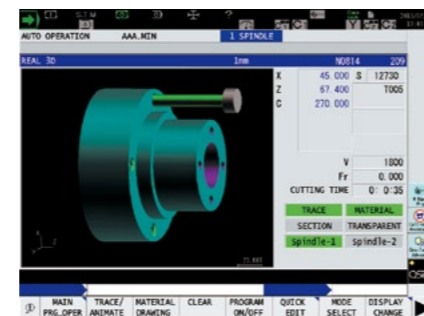 S.T.M
?
AUTO OPERATION AAA.MIN 1 SPINDLE
REAL 3D 1mm N0814 209
X 45.000 S 12730
Z 67.400 T005
C 270.000
V 1800
Fr 0.000
CUTTING TIME 0: 0:35
TRACE MATERIAL
SECTION TRANSPARENT
spindle-1 spindle-2
MAIN PRG_OPER
TRACE/ ANIMATE
MATERIAL DRAWING
CLEAR
PROGRAM ON/OFF
QUICK EDIT
MODE SELECT
DISPLAY CHANGE